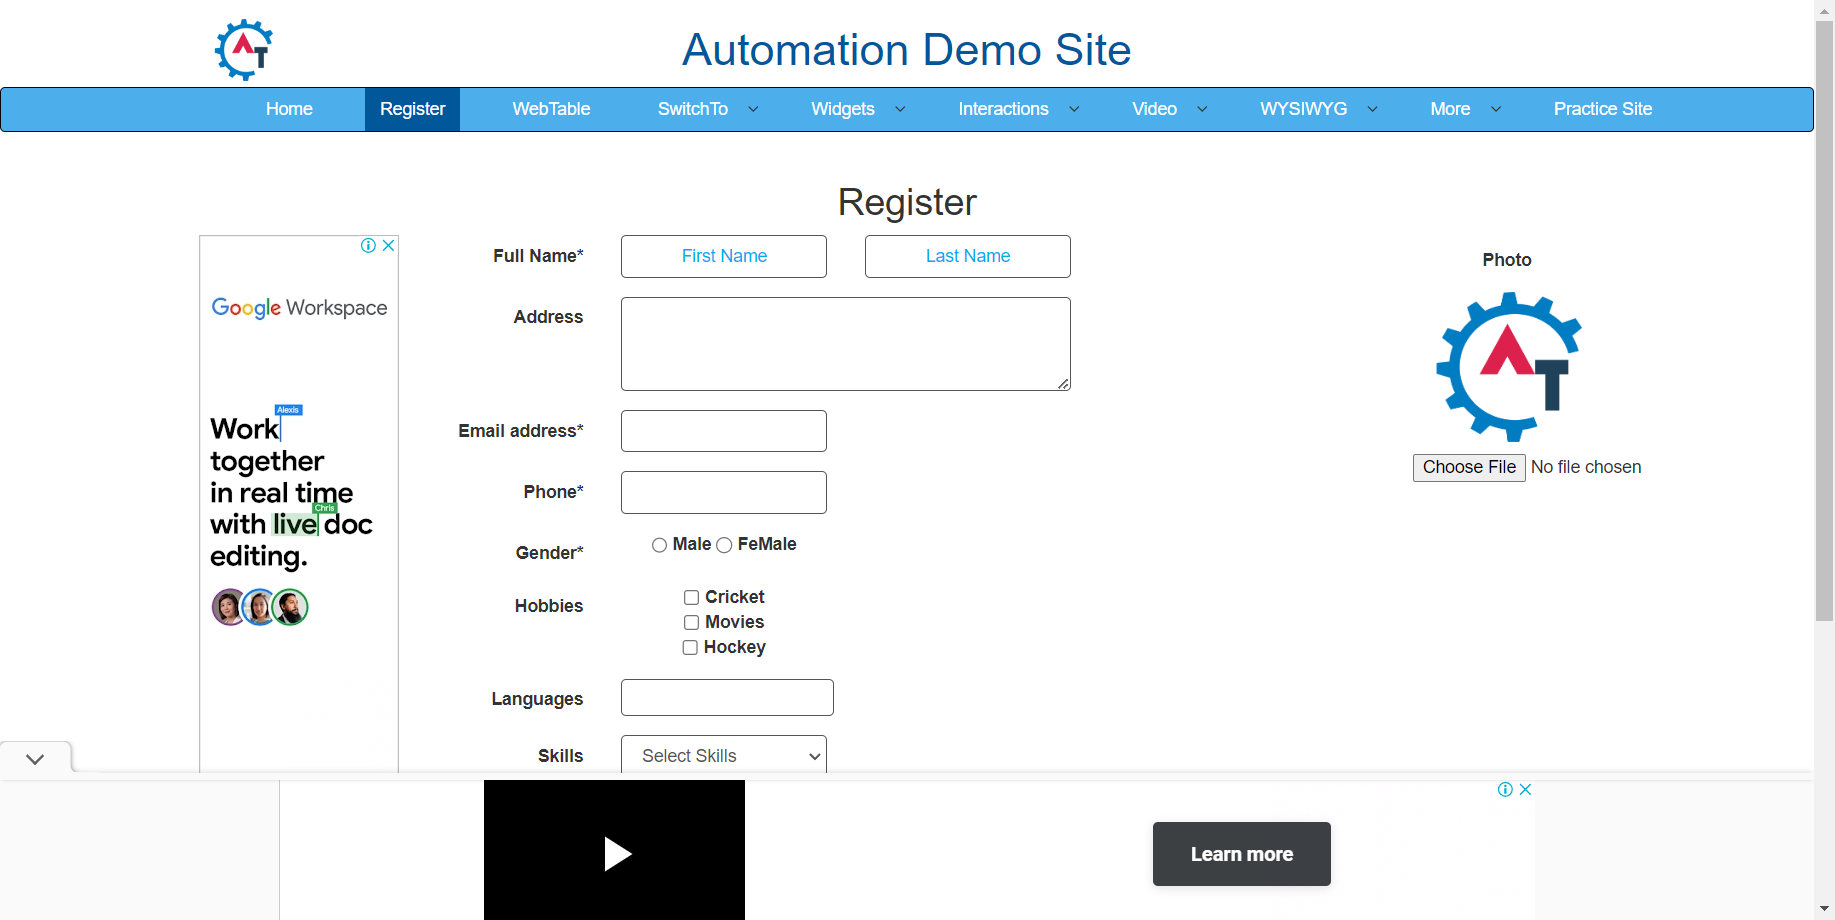 Automation Demo Site
Home Register WebTable SwitchTo Widgets Interactions Video WYSIWYG More Practice Site
Register
Full Name* First Name Last Name
Address
Email address*
Phone*
Gender* Male FeMale
Hobbies Cricket
Movies
Hockey
Languages
Skills Select Skills
Photo
AT
Choose File No file chosen
Google Workspace
Alexis
Work
together
in real time
Chris
with live doc
editing.
Learn more